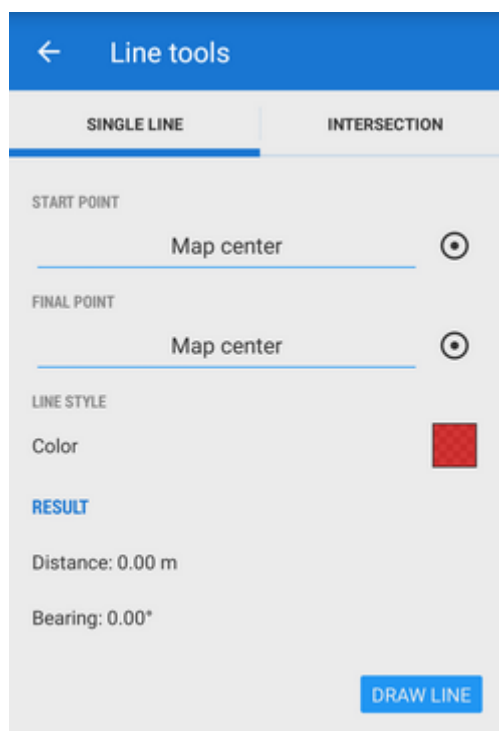 Line tools
SINGLE LINE
INTERSECTION
START POINT
Map center
FINAL POINT
Map center
LINE STYLE
Color
RESULT
Distance: 0.00 m
Bearing: 0.00°
DRAW LINE